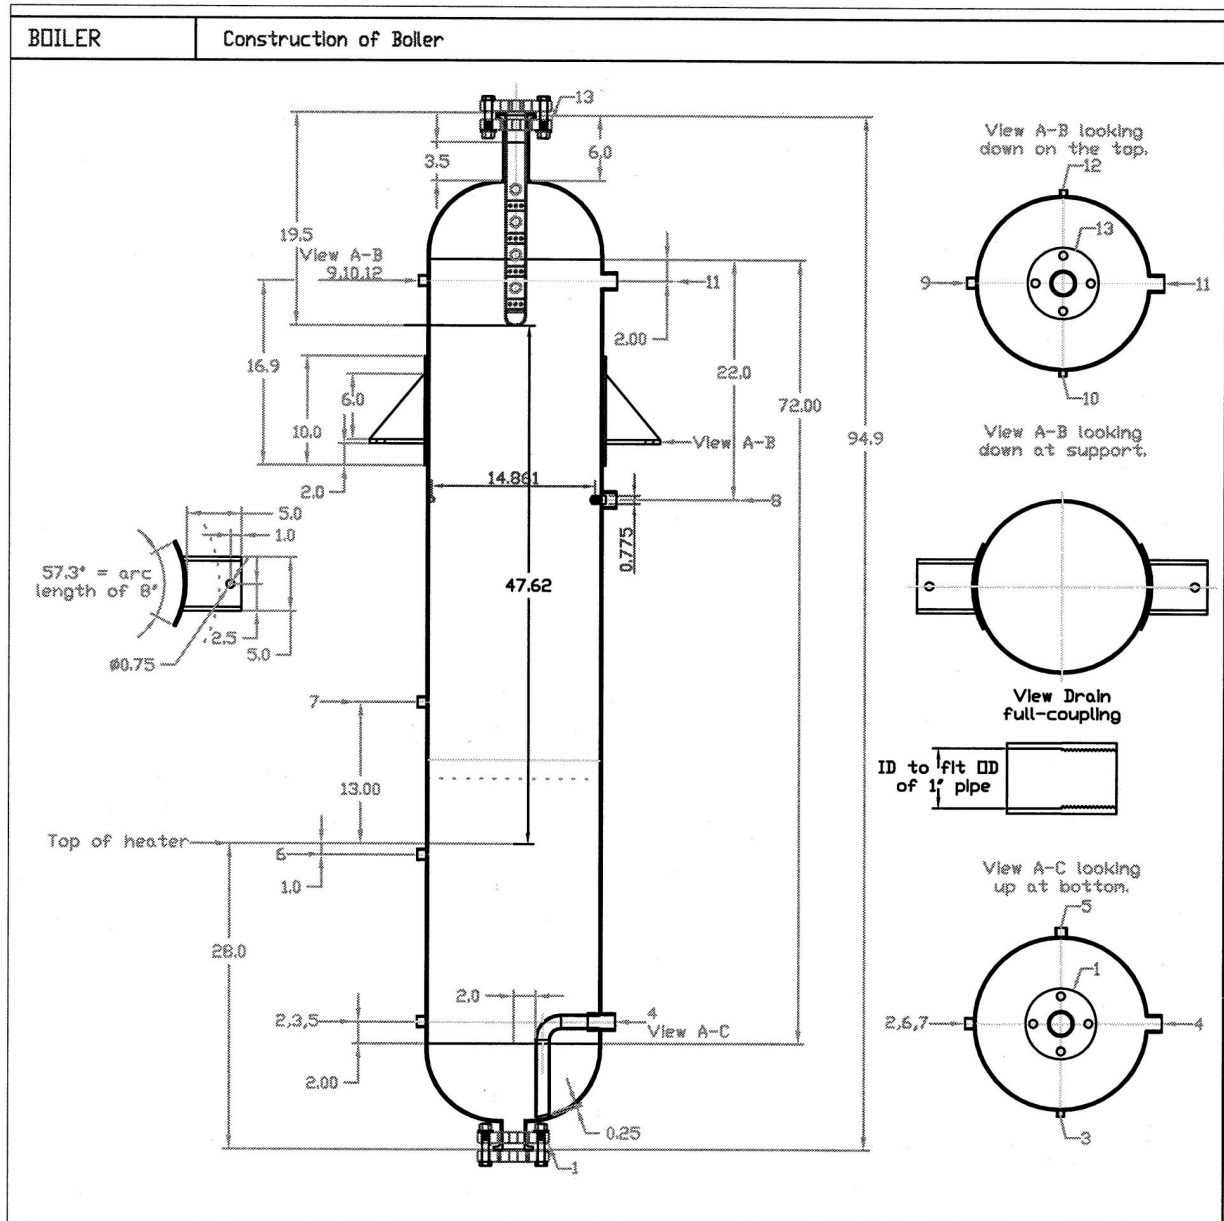 BOILER
Construction of Boiler
13
3.5
6.0
19.5
View A-B
9,10,12
11
2.00
16.9
22.0
6.0
72.00
10.0
94.9
View A-B
2.0
14.861
8
5.0
1.0
0.775
57.3° = arc
length of 8"
47.62
2.5
5.0
Ø0.75
7
13.00
Top of heater
6
1.0
28.0
2.0
4
2,3,5
View A-C
2.00
0.25
1
View A-B looking
down on the top.
12
13
9
11
10
View A-B looking
down at support.
View Drain
full-coupling
ID to fit OD
of 1" pipe
View A-C looking
up at bottom.
5
1
2,6,7
4
3